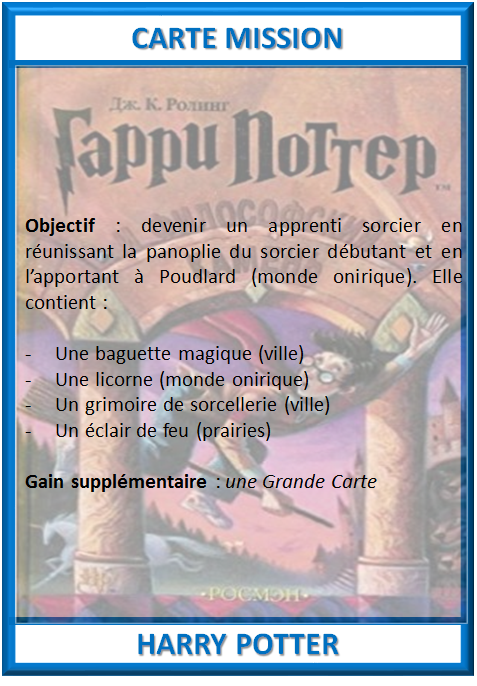 CARTE MISSION
Дж. К. Ролинг
Гарри Поттер
TM
Objectif : devenir un apprenti sorcier en
réunissant la panoplie du sorcier débutant et en
l’apportant à Poudlard (monde onirique). Elle
contient :
- Une baguette magique (ville)
- Une licorne (monde onirique)
- Un grimoire de sorcellerie (ville)
- Un éclair de feu (prairies)
Gain supplémentaire : une Grande Carte
•РОСМЭН•
HARRY POTTER